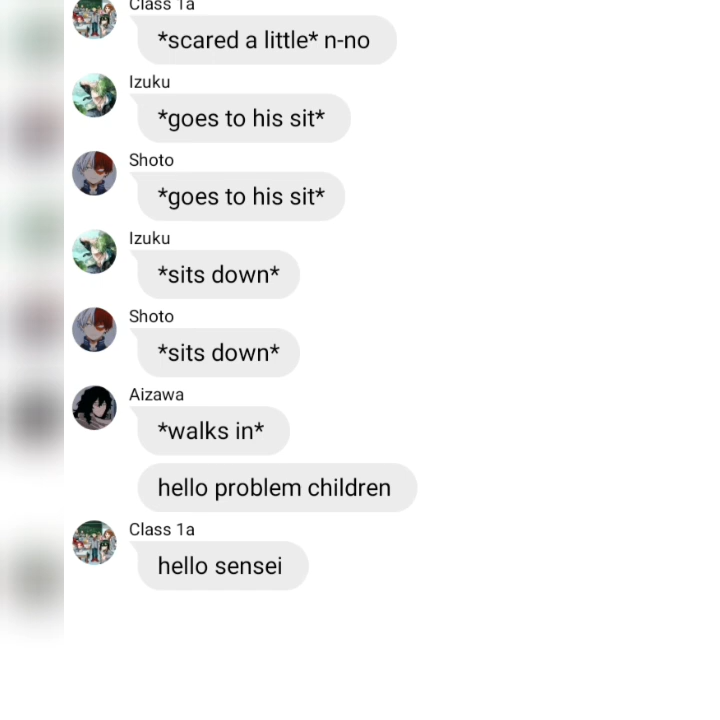 Class 1a
*scared a little* n-no
Izuku
*goes to his sit*
Shoto
*goes to his sit*
Izuku
*sits down*
Shoto
*sits down*
Aizawa
*walks in*
hello problem children
Class 1a
hello sensei